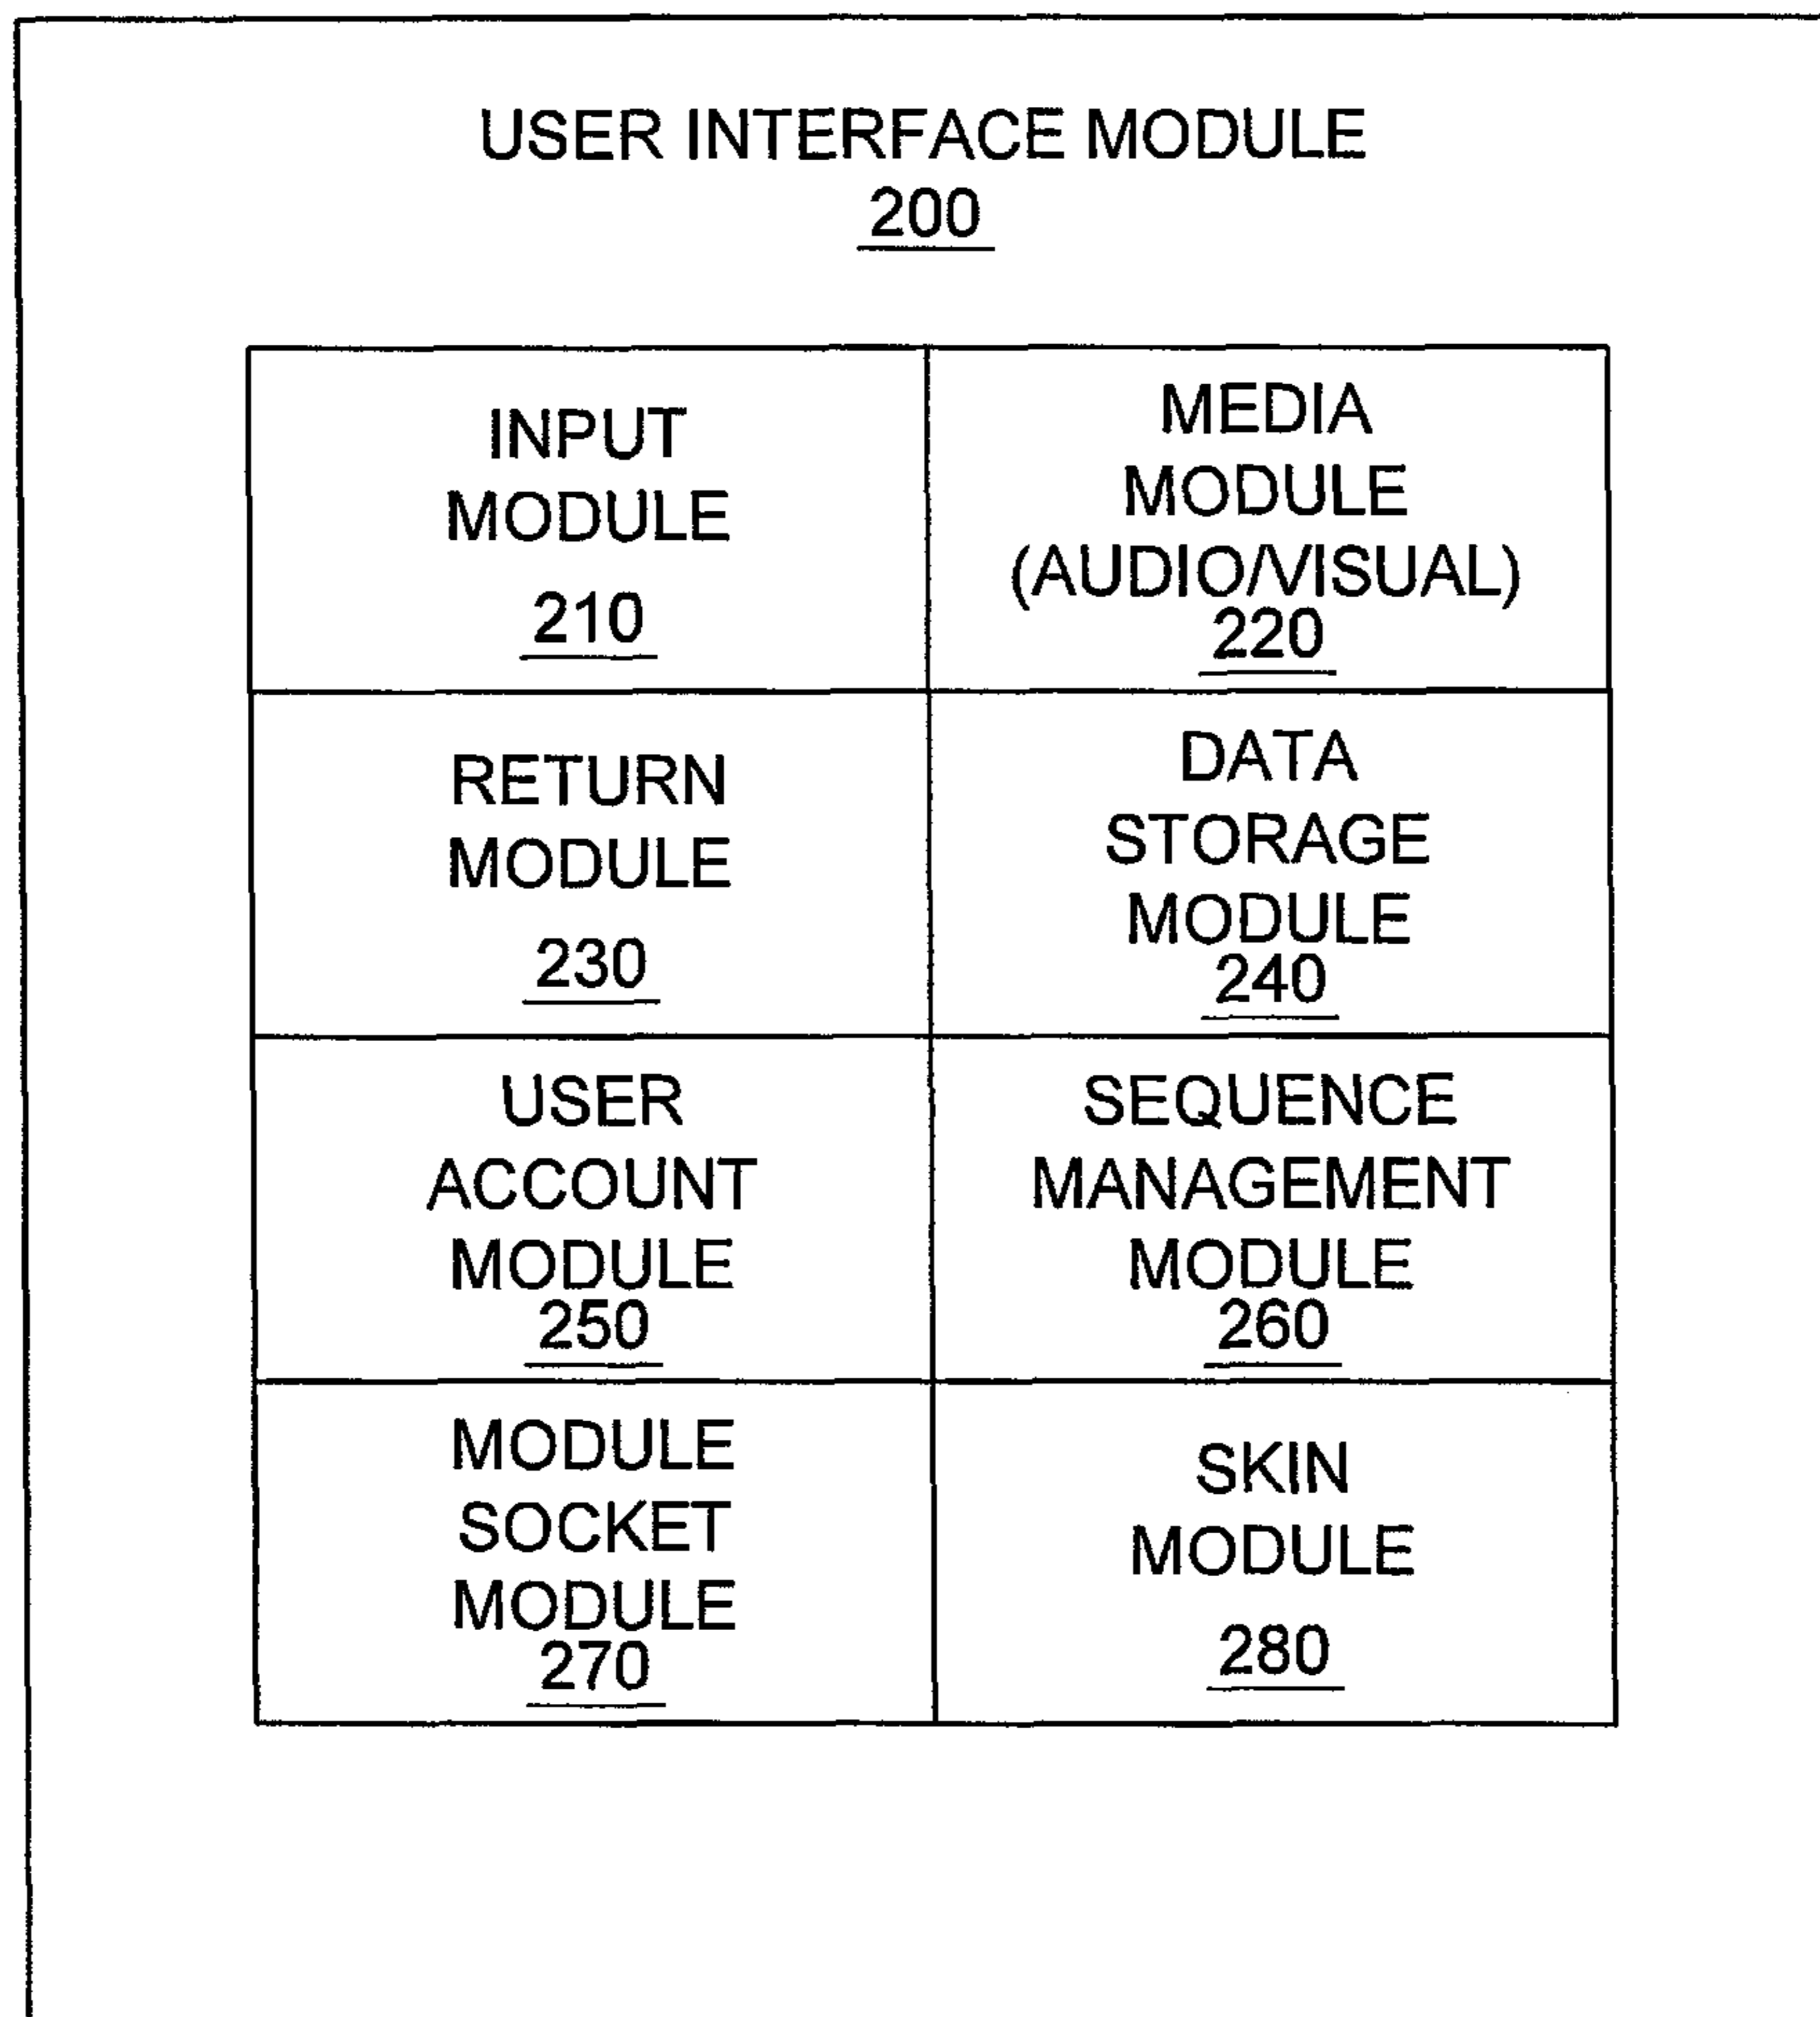 USER INTERFACE MODULE
200
INPUT
MODULE
210
MEDIA
MODULE
(AUDIO/VISUAL)
220
RETURN
MODULE
230
DATA
STORAGE
MODULE
240
USER
ACCOUNT
MODULE
250
SEQUENCE
MANAGEMENT
MODULE
260
MODULE
SOCKET
MODULE
270
SKIN
MODULE
280